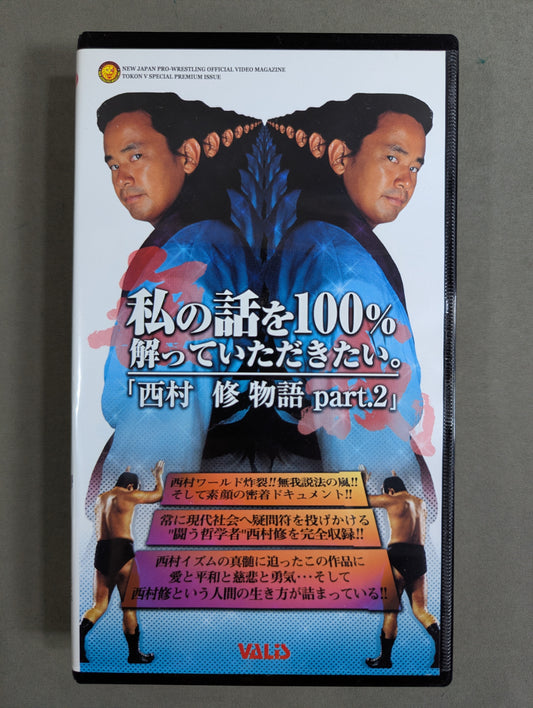 NEW JAPAN PRO-WRESTLING OFFICIAL VIDEO MAGAZINE
TOKON V SPECIAL PREMIUM ISSUE
無
我
私の話を100%
解っていただきたい。
「西村 修 物語 part.2」
西村ワールド炸裂!!無我説法の嵐!!
そして素顔の密着ドキュメント!!
常に現代社会へ疑問符を投げかける
"闘う哲学者"西村修を完全収録!!
西村イズムの真髄に迫ったこの作品に
愛と平和と慈悲と勇気･･･そして
西村修という人間の生き方が詰まっている!!
VALiS